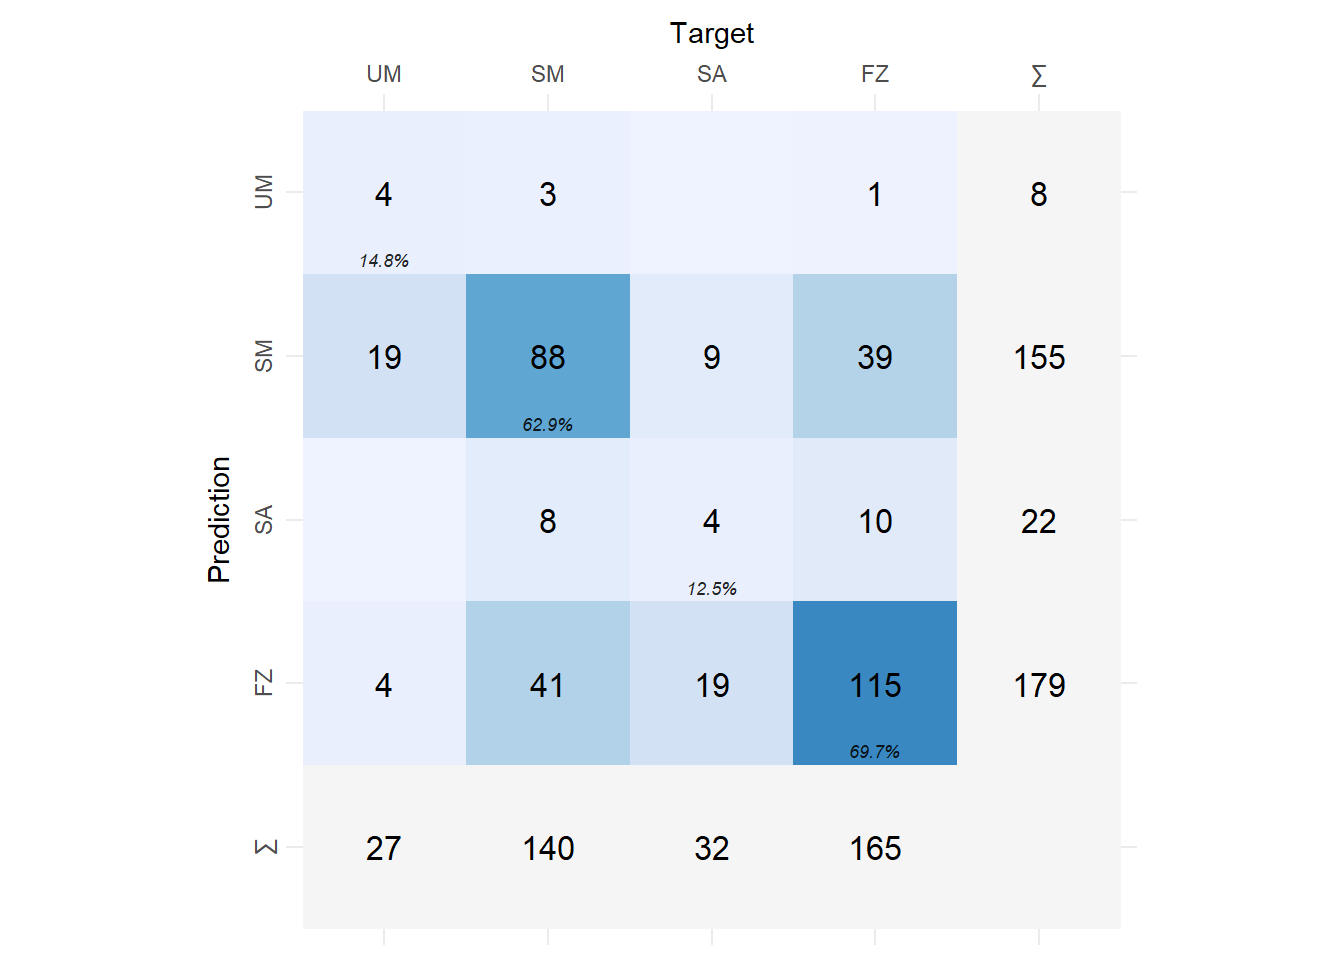 Target
UM SM SA FZ ∑
UM 4 3 1 8
14.8%
SM 19 88 9 39 155
62.9%
Prediction
SA 8 4 10 22
12.5%
FZ 4 41 19 115 179
69.7%
∑ 27 140 32 165